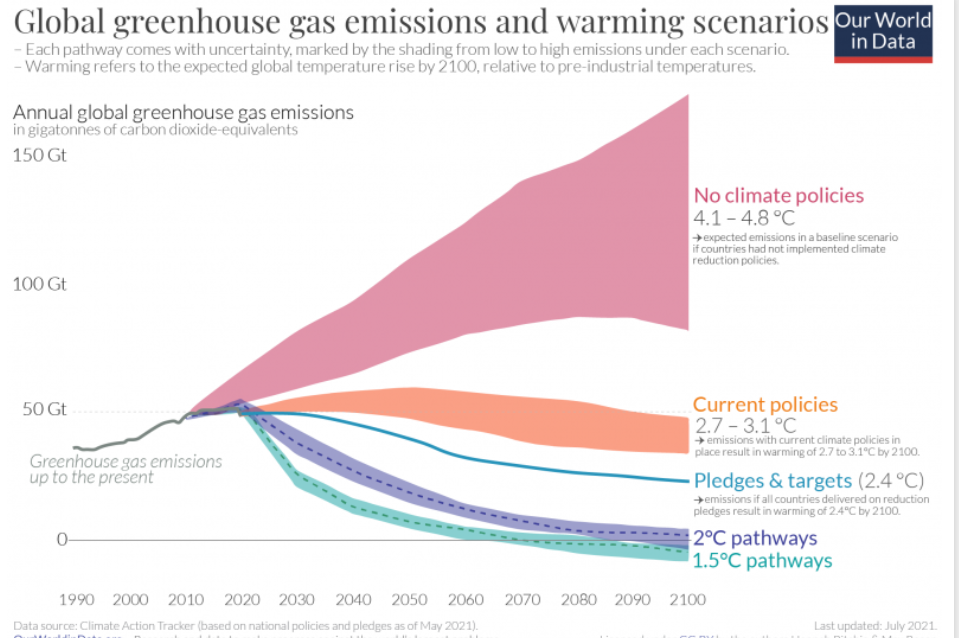 Global greenhouse gas emissions and warming scenarios
Our World
in Data
– Each pathway comes with uncertainty, marked by the shading from low to high emissions under each scenario.
– Warming refers to the expected global temperature rise by 2100, relative to pre-industrial temperatures.
Annual global greenhouse gas emissions
in gigatonnes of carbon dioxide-equivalents
150 Gt
100 Gt
50 Gt
0
No climate policies
4.1 – 4.8 °C
→expected emissions in a baseline scenario
if countries had not implemented climate
reduction policies.
Current policies
2.7 – 3.1 °C
→ emissions with current climate policies in
place result in warming of 2.7 to 3.1°C by 2100.
Greenhouse gas emissions
up to the present
Pledges & targets (2.4 °C)
→emissions if all countries delivered on reduction
pledges result in warming of 2.4°C by 2100.
2°C pathways
1.5°C pathways
1990 2000 2010 2020 2030 2040 2050 2060 2070 2080 2090 2100
Data source: Climate Action Tracker (based on national policies and pledges as of May 2021).
Last updated: July 2021.